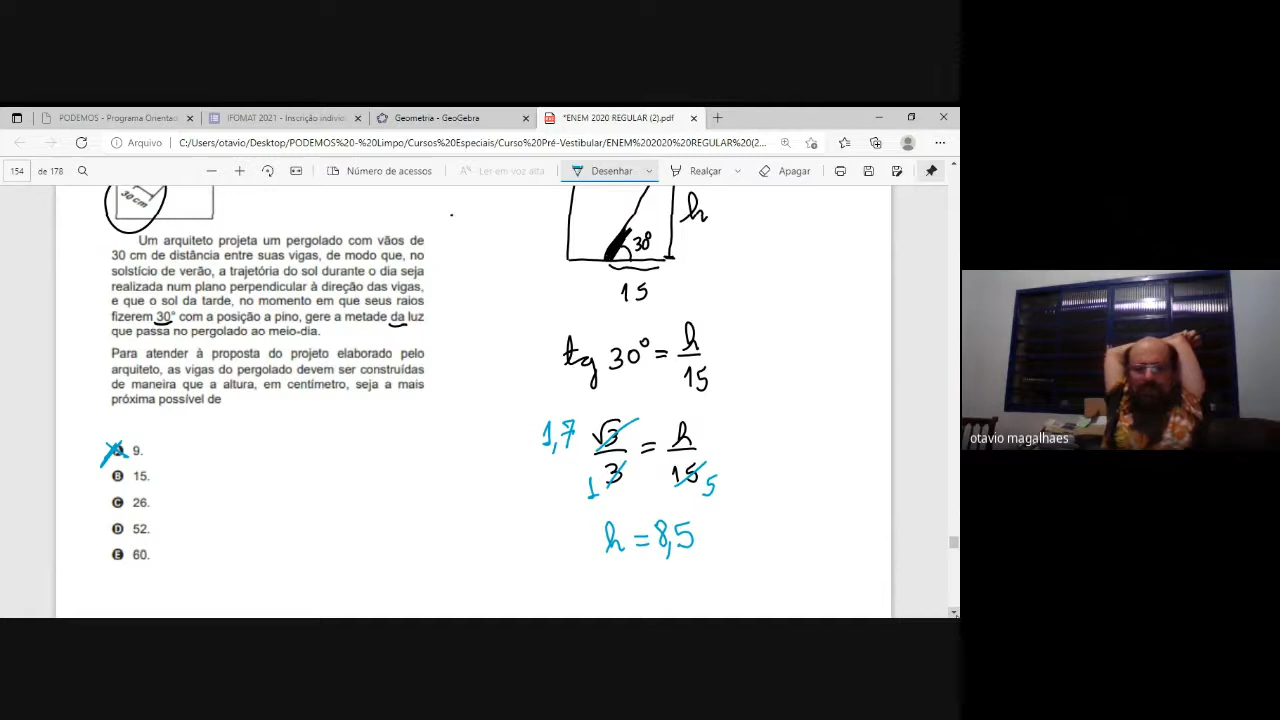 PODEMOS - Programa Orienta
IFOMAT 2021 - Inscrição individ
Geometria - GeoGebra
*ENEM 2020 REGULAR (2).pdf
Arquivo
C:/Users/otavio/Desktop/PODEMOS%20-%20Limpo/Cursos%20Especiais/Curso%20Pré-Vestibular/ENEM%202020%20REGULAR%20(2...
154 de 178
Número de acessos
Ler em voz alta
Desenhar
Realçar
Apagar
30 cm
h
30°
15
Um arquiteto projeta um pergolado com vãos de
30 cm de distância entre suas vigas, de modo que, no
solstício de verão, a trajetória do sol durante o dia seja
realizada num plano perpendicular à direção das vigas,
e que o sol da tarde, no momento em que seus raios
fizerem 30° com a posição a pino, gere a metade da luz
que passa no pergolado ao meio-dia.
Para atender à proposta do projeto elaborado pelo
arquiteto, as vigas do pergolado devem ser construídas
de maneira que a altura, em centímetro, seja a mais
próxima possível de
9.
B 15.
C 26.
D 52.
E 60.
tg 30° = h/15
1,7 √3/3 = h/15
1 5
h = 8,5
otavio magalhaes